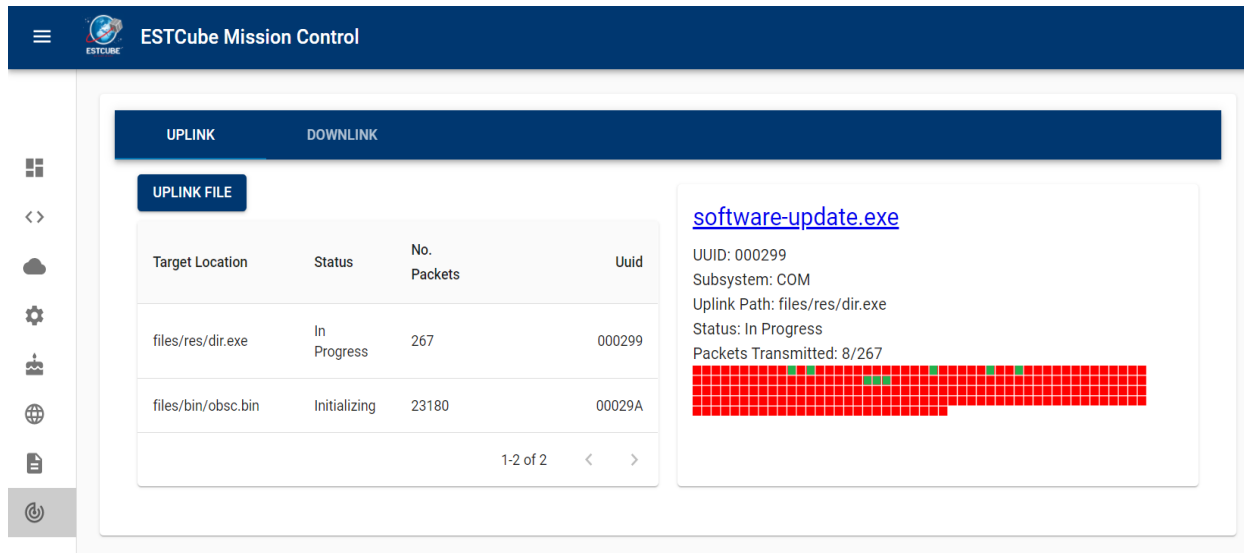 ESTCUBE
ESTCube Mission Control
UPLINK DOWNLINK
UPLINK FILE
Target Location Status No. Packets Uuid
files/res/dir.exe In Progress 267 000299
files/bin/obsc.bin Initializing 23180 00029A
1-2 of 2
software-update.exe
UUID: 000299
Subsystem: COM
Uplink Path: files/res/dir.exe
Status: In Progress
Packets Transmitted: 8/267